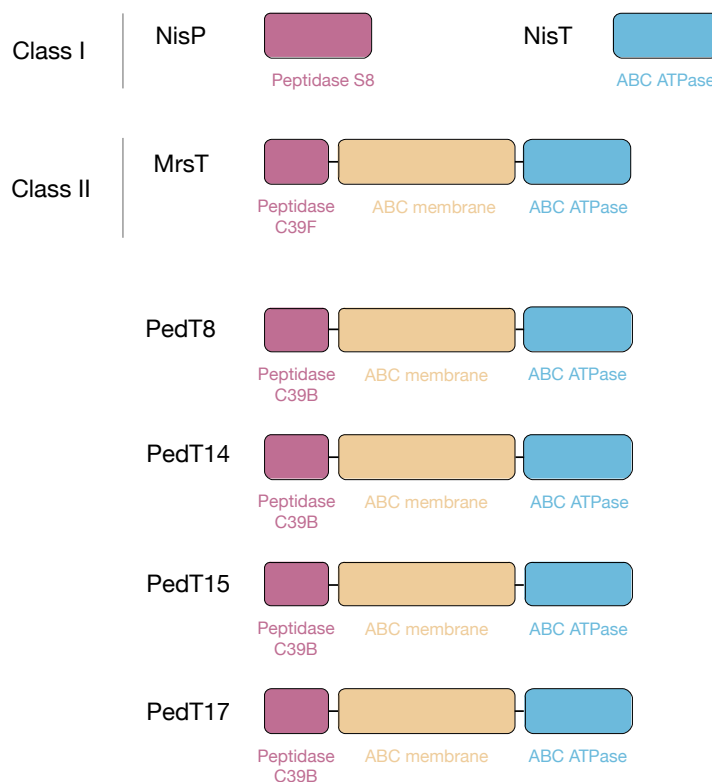 Class I
NisP
Peptidase S8
NisT
ABC ATPase
Class II
MrsT
Peptidase
C39F
ABC membrane
ABC ATPase
PedT8
Peptidase
C39B
ABC membrane
ABC ATPase
PedT14
Peptidase
C39B
ABC membrane
ABC ATPase
PedT15
Peptidase
C39B
ABC membrane
ABC ATPase
PedT17
Peptidase
C39B
ABC membrane
ABC ATPase